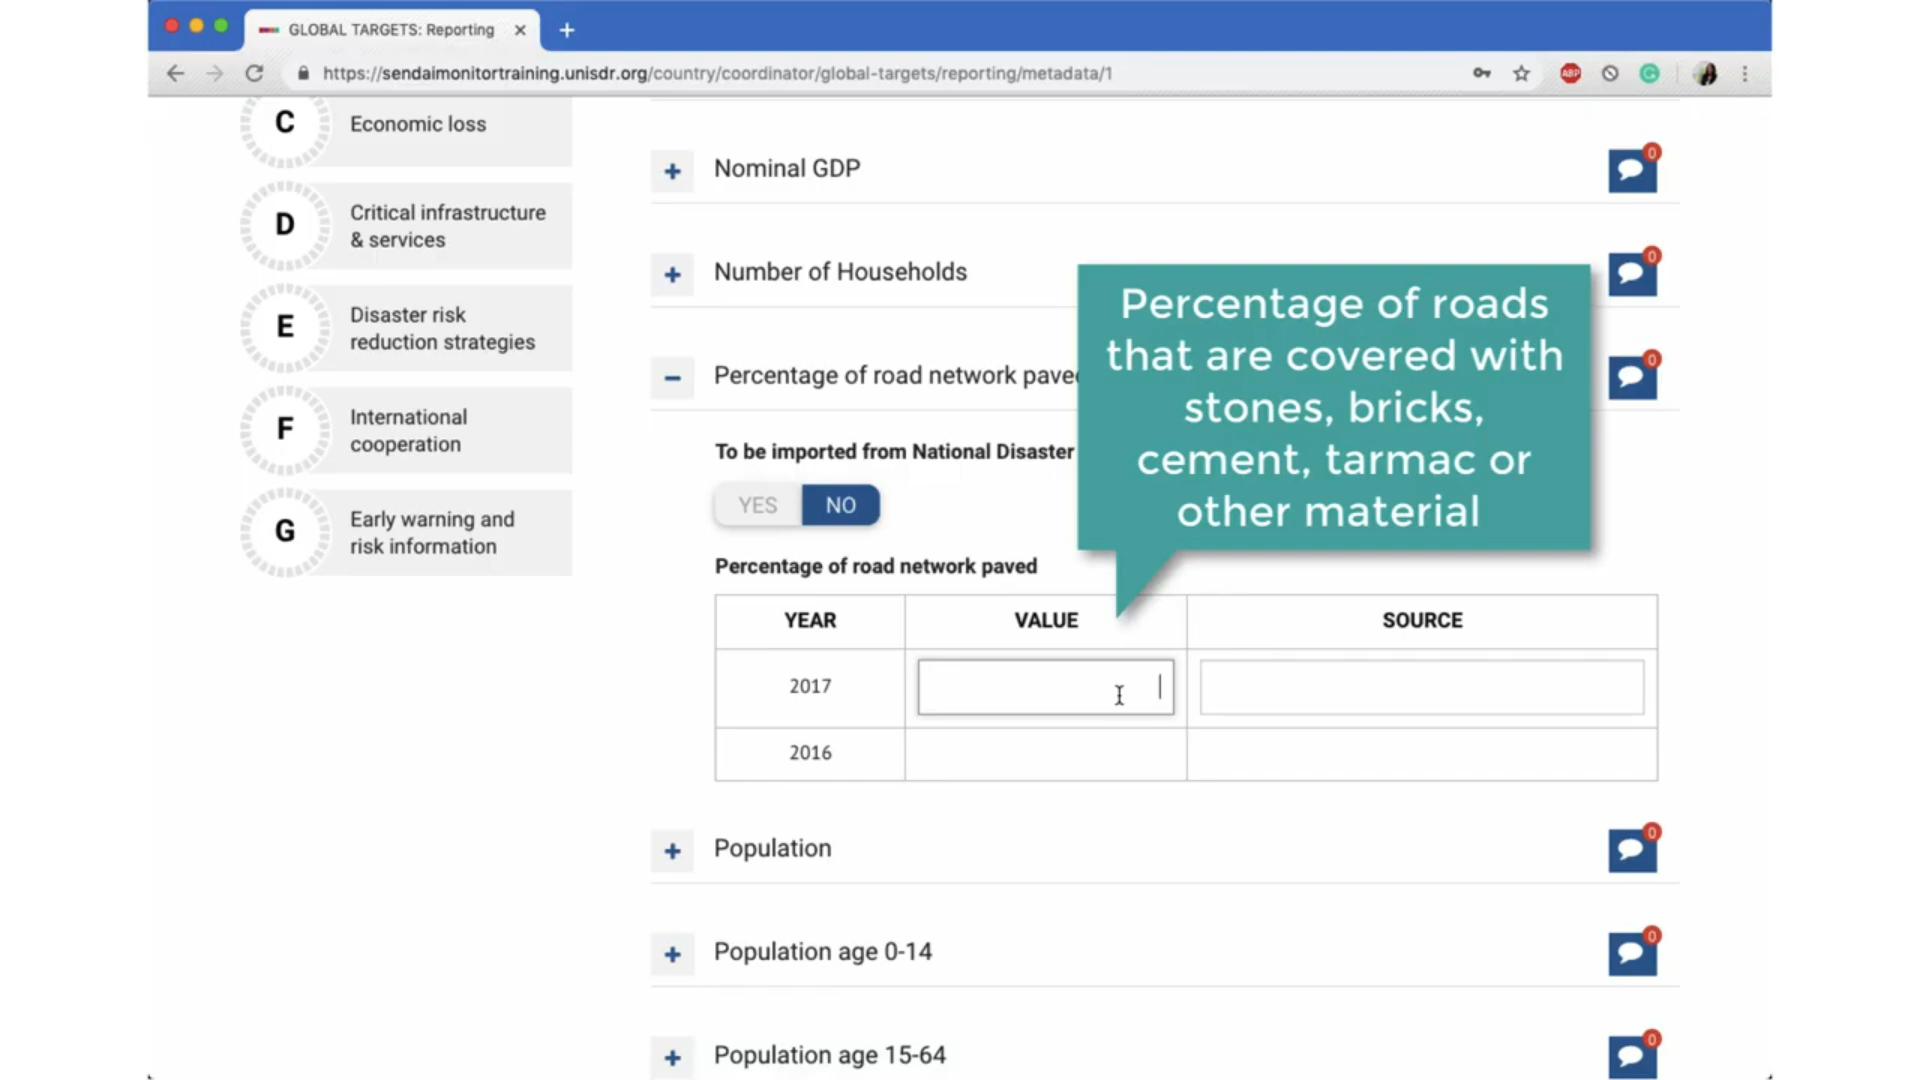 GLOBAL TARGETS: Reporting
https://sendaimonitortraining.unisdr.org/country/coordinator/global-targets/reporting/metadata/1
ABP
C
Economic loss
D
Critical infrastructure
& services
E
Disaster risk
reduction strategies
F
International
cooperation
G
Early warning and
risk information
Nominal GDP
0
Number of Households
0
Percentage of road network paved
0
Percentage of roads
that are covered with
stones, bricks,
cement, tarmac or
other material
To be imported from National Disaster
YES NO
Percentage of road network paved
YEAR VALUE SOURCE
2017
2016
Population
0
Population age 0-14
0
Population age 15-64
0